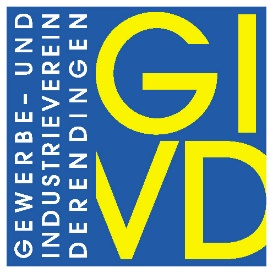 GEWERBE- UND
INDUSTRIEVEREIN
DERENDINGEN
GI
VD